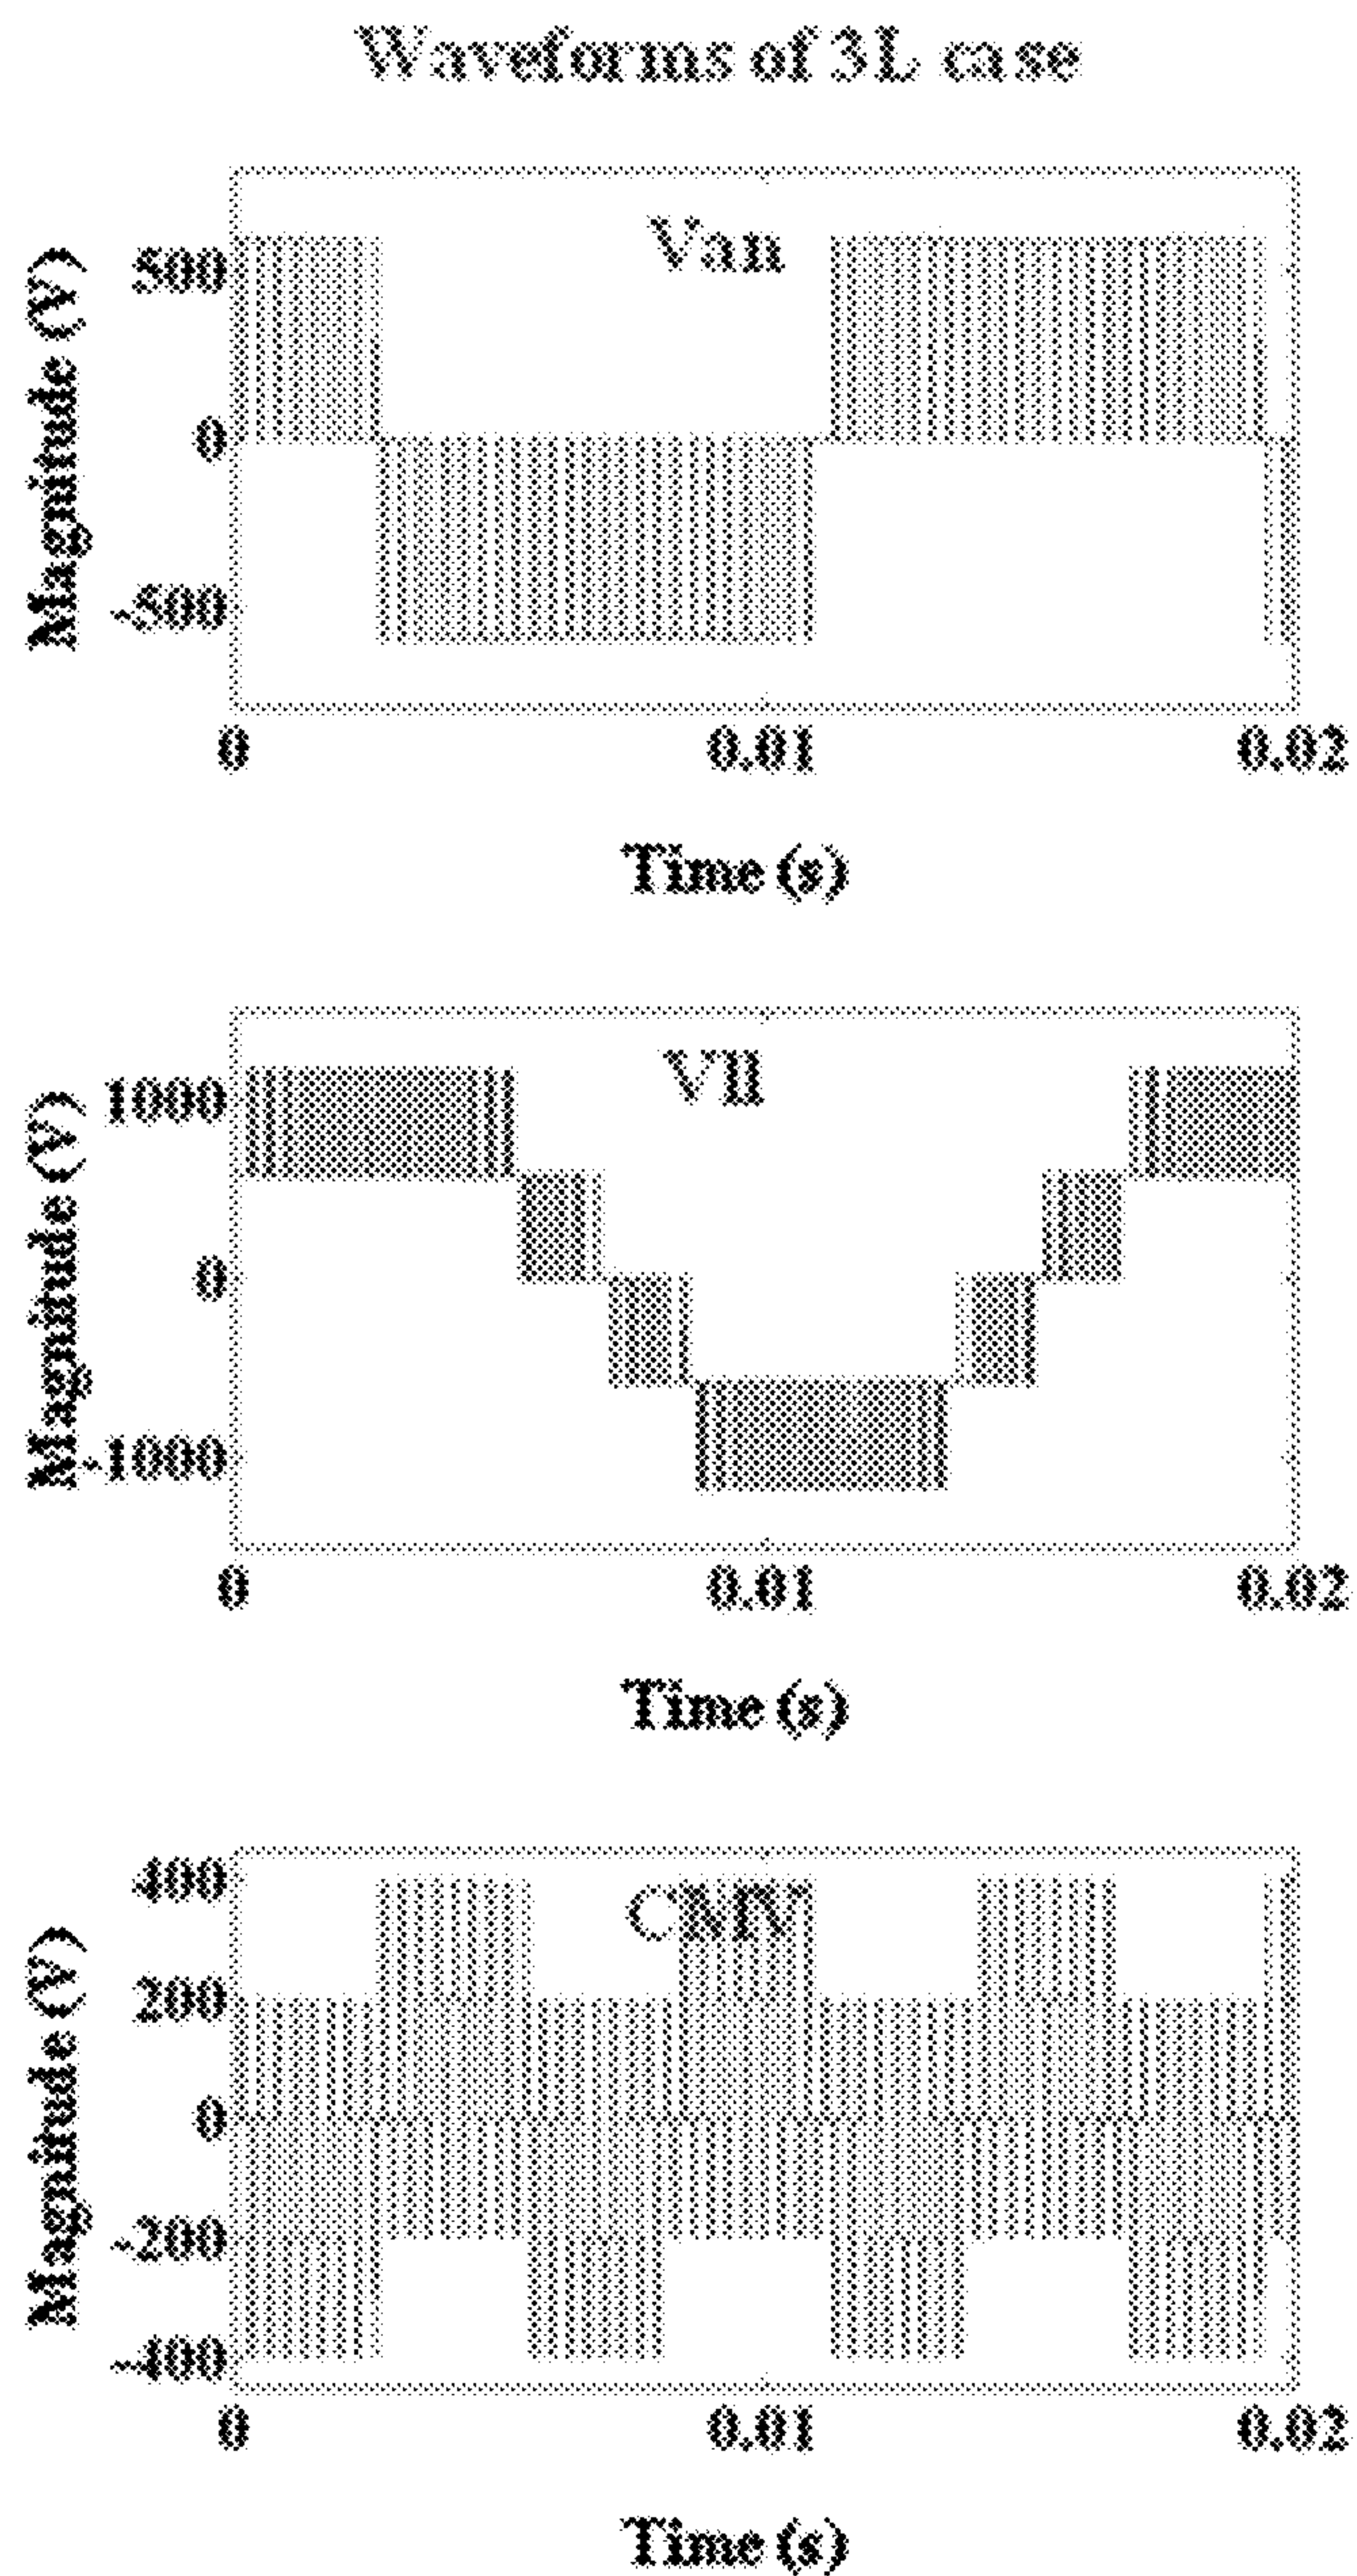 Waveforms of 3L case
Van
Magnitude (V)
500
0
-500
0 0.01 0.02
Time (s)
Vll
Magnitude (V)
1000
0
-1000
0 0.01 0.02
Time (s)
CMV
Magnitude (V)
400
200
0
-200
-400
0 0.01 0.02
Time (s)